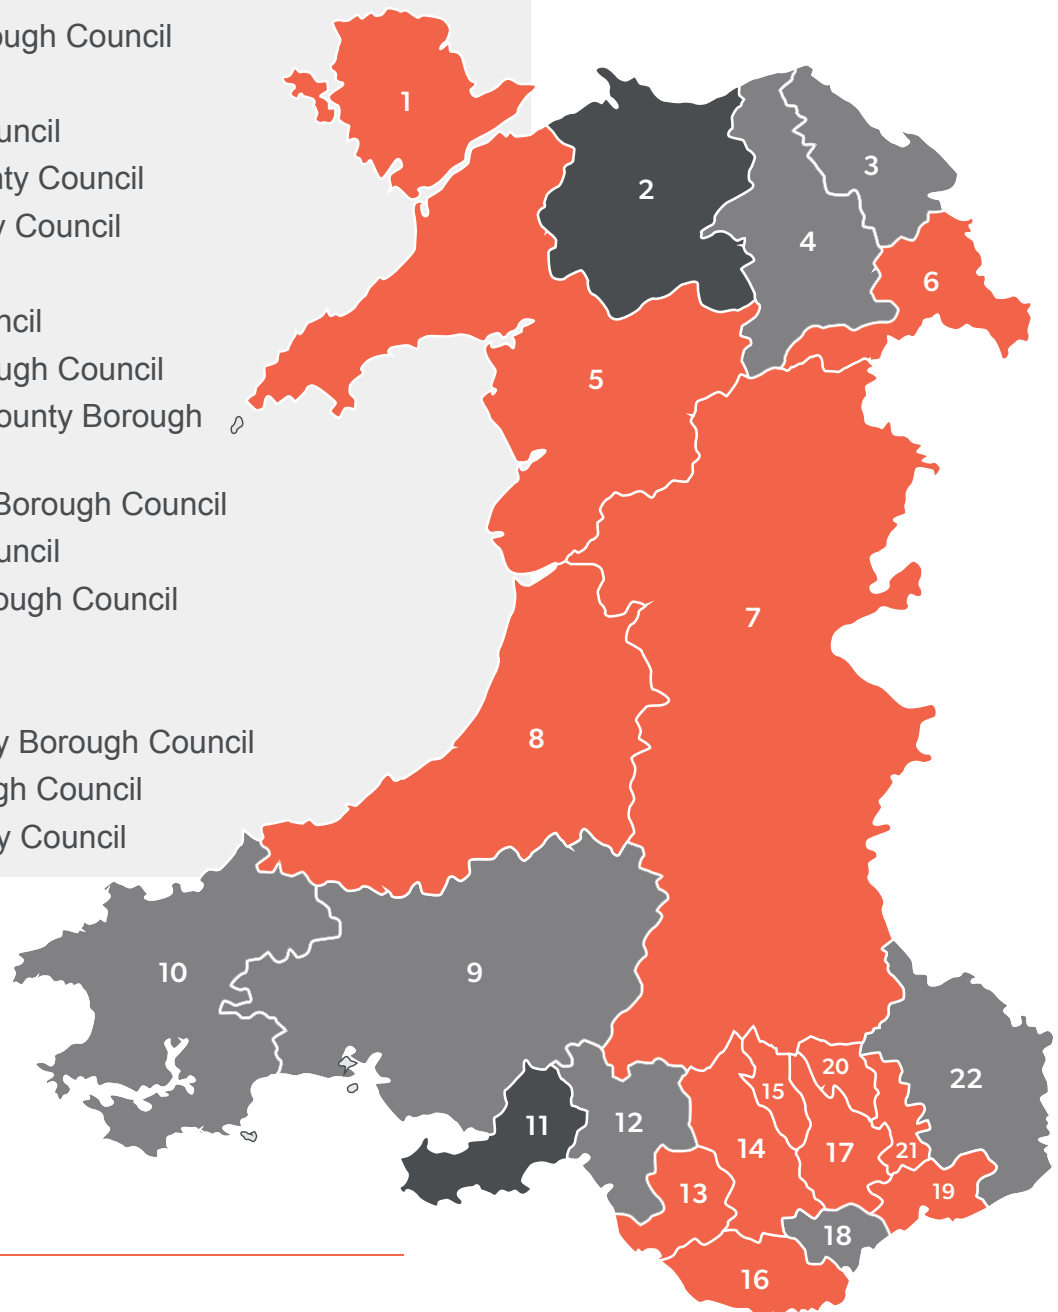 ough Council
uncil
nty Council
y Council
ncil
ugh Council
ounty Borough
Borough Council
uncil
ough Council
y Borough Council
gh Council
y Council
1
2
3
4
5
6
7
8
9
10
11
12
13
14
15
16
17
18
19
20
21
22